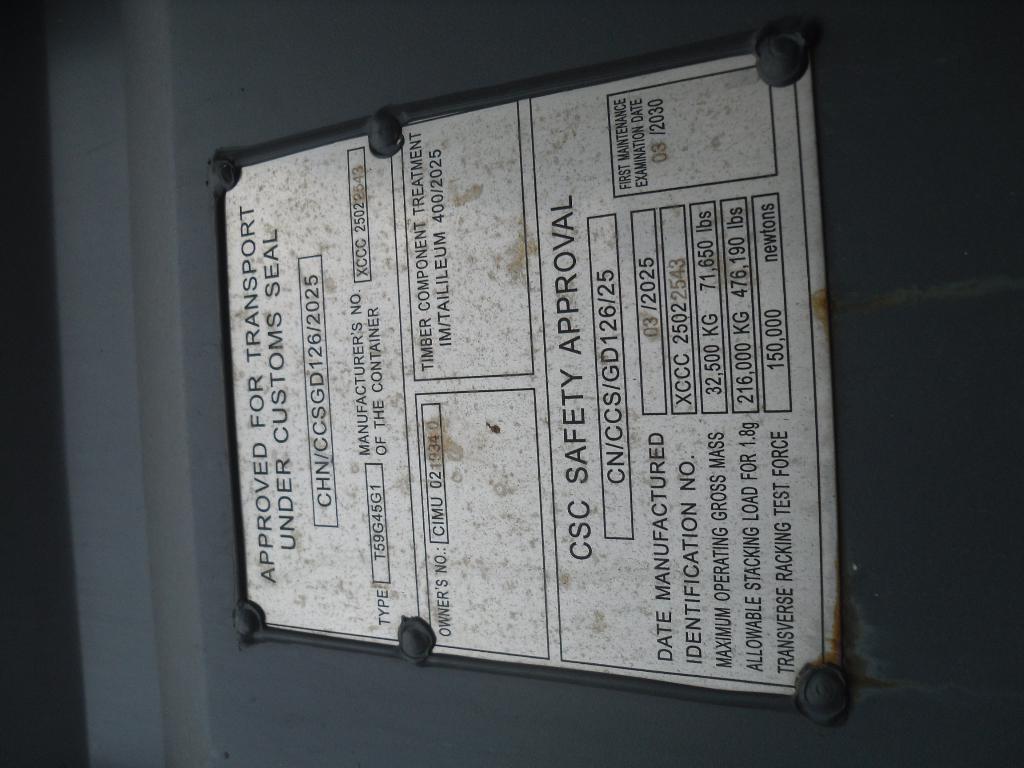 APPROVED FOR TRANSPORT
UNDER CUSTOMS SEAL
CHN/CCSGD126/2025
TYPE T59G45G1 MANUFACTURER'S NO. OF THE CONTAINER XCCC 25022543
OWNER'S NO.: CIMU
TIMBER COMPONENT TREATMENT
IM/TAILILEUM 400/2025
CSC SAFETY APPROVAL
CN/CCS/GD126/25
DATE MANUFACTURED 03 /2025
IDENTIFICATION NO. XCCC 25022543
MAXIMUM OPERATING GROSS MASS 32,500 KG 71,650 lbs
ALLOWABLE STACKING LOAD FOR 1.8g 216,000 KG 476,190 lbs
TRANSVERSE RACKING TEST FORCE 150,000 newtons
FIRST MAINTENANCE
EXAMINATION DATE
03 /2030